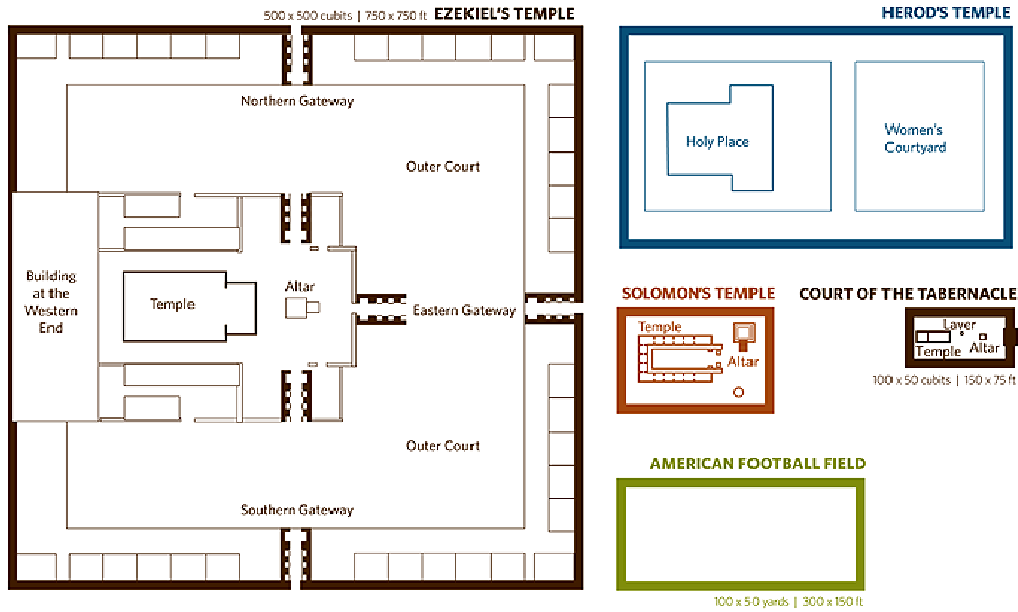 500 x 500 cubits | 750 x 750 ft EZEKIEL'S TEMPLE
Northern Gateway
Outer Court
Building
at the
Western
End
Temple
Altar
Eastern Gateway
Outer Court
Southern Gateway
HEROD'S TEMPLE
Holy Place
Women's
Courtyard
SOLOMON'S TEMPLE
Temple
Altar
COURT OF THE TABERNACLE
Laver
Temple
Altar
100 x 50 cubits | 150 x 75 ft
AMERICAN FOOTBALL FIELD
100 x 50 yards | 300 x 150 ft